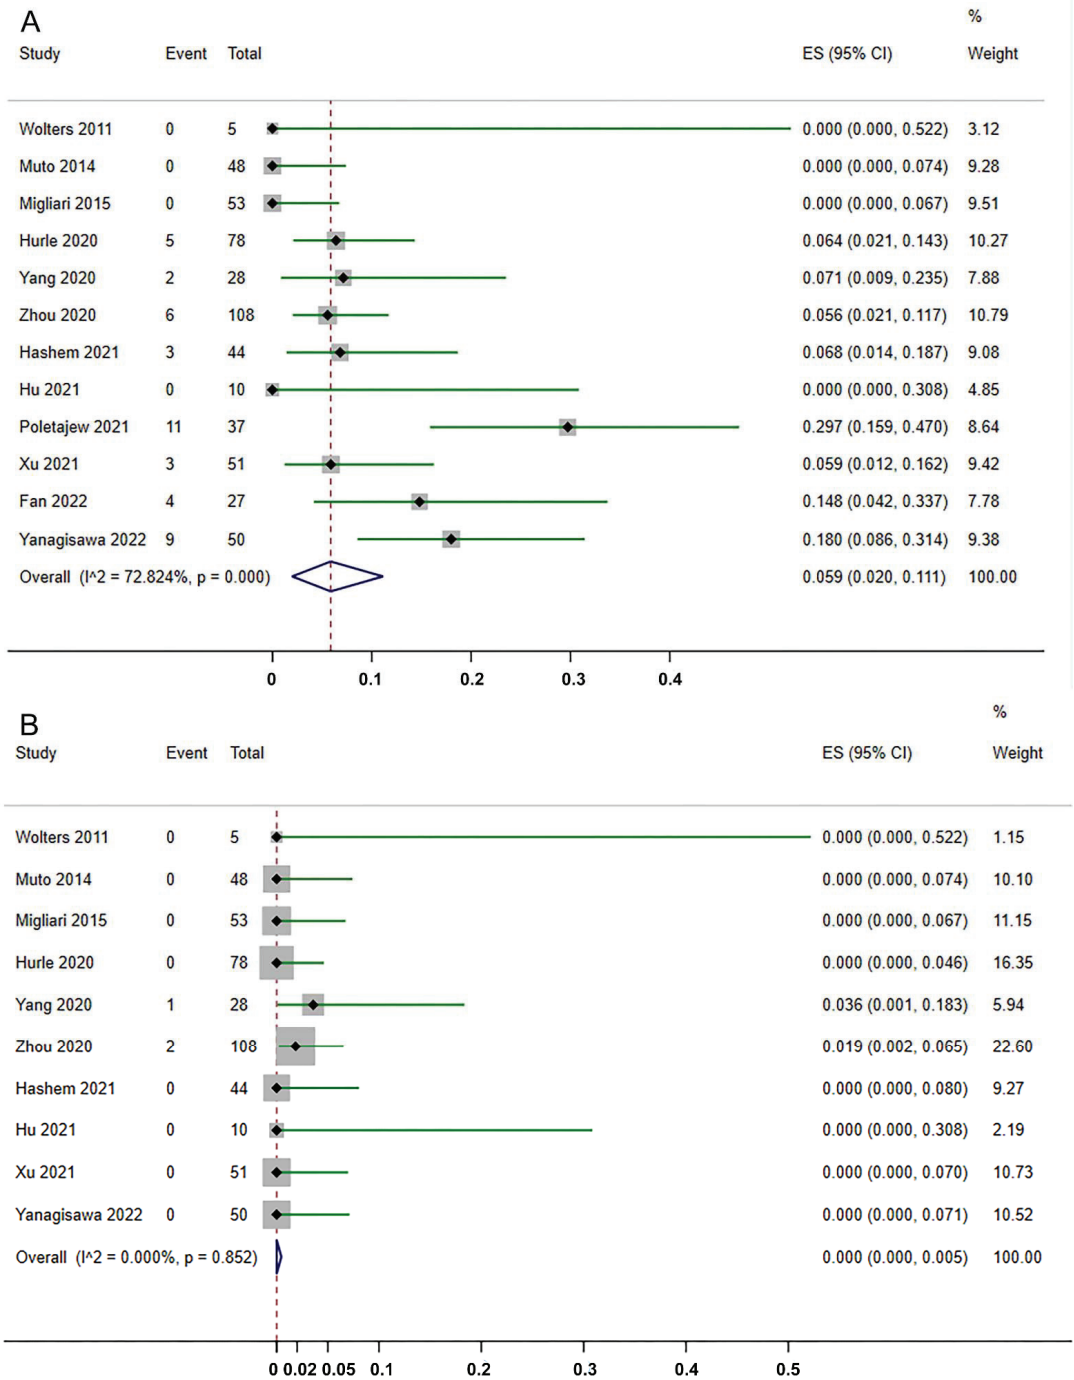 A
%
Study Event Total ES (95% CI) Weight
Wolters 2011 0 5 0.000 (0.000, 0.522) 3.12
Muto 2014 0 48 0.000 (0.000, 0.074) 9.28
Migliari 2015 0 53 0.000 (0.000, 0.067) 9.51
Hurle 2020 5 78 0.064 (0.021, 0.143) 10.27
Yang 2020 2 28 0.071 (0.009, 0.235) 7.88
Zhou 2020 6 108 0.056 (0.021, 0.117) 10.79
Hashem 2021 3 44 0.068 (0.014, 0.187) 9.08
Hu 2021 0 10 0.000 (0.000, 0.308) 4.85
Poletajew 2021 11 37 0.297 (0.159, 0.470) 8.64
Xu 2021 3 51 0.059 (0.012, 0.162) 9.42
Fan 2022 4 27 0.148 (0.042, 0.337) 7.78
Yanagisawa 2022 9 50 0.180 (0.086, 0.314) 9.38
Overall (I^2 = 72.824%, p = 0.000) 0.059 (0.020, 0.111) 100.00
0 0.1 0.2 0.3 0.4
B
%
Study Event Total ES (95% CI) Weight
Wolters 2011 0 5 0.000 (0.000, 0.522) 1.15
Muto 2014 0 48 0.000 (0.000, 0.074) 10.10
Migliari 2015 0 53 0.000 (0.000, 0.067) 11.15
Hurle 2020 0 78 0.000 (0.000, 0.046) 16.35
Yang 2020 1 28 0.036 (0.001, 0.183) 5.94
Zhou 2020 2 108 0.019 (0.002, 0.065) 22.60
Hashem 2021 0 44 0.000 (0.000, 0.080) 9.27
Hu 2021 0 10 0.000 (0.000, 0.308) 2.19
Xu 2021 0 51 0.000 (0.000, 0.070) 10.73
Yanagisawa 2022 0 50 0.000 (0.000, 0.071) 10.52
Overall (I^2 = 0.000%, p = 0.852) 0.000 (0.000, 0.005) 100.00
0 0.02 0.05 0.1 0.2 0.3 0.4 0.5